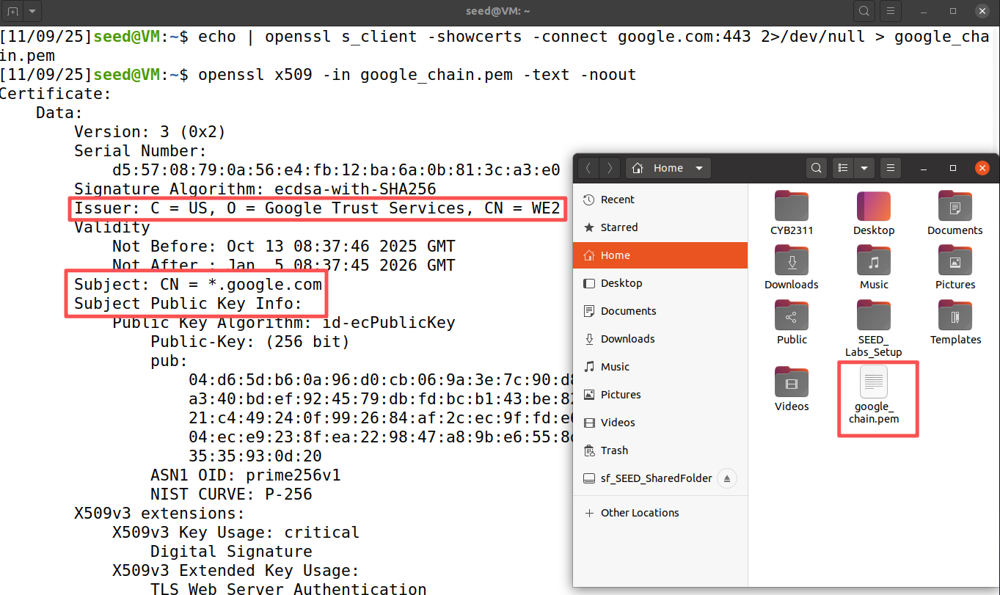 seed@VM: ~
[11/09/25]seed@VM:~$ echo | openssl s_client -showcerts -connect google.com:443 2>/dev/null > google_cha
in.pem
[11/09/25]seed@VM:~$ openssl x509 -in google_chain.pem -text -noout
Certificate:
Data:
Version: 3 (0x2)
Serial Number:
d5:57:08:79:0a:56:e4:fb:12:ba:6a:0b:81:3c:a3:e0
Signature Algorithm: ecdsa-with-SHA256
Issuer: C = US, O = Google Trust Services, CN = WE2
Validity
Not Before: Oct 13 08:37:46 2025 GMT
Not After : Jan  5 08:37:45 2026 GMT
Subject: CN = *.google.com
Subject Public Key Info:
Public Key Algorithm: id-ecPublicKey
Public-Key: (256 bit)
pub:
04:d6:5d:b6:0a:96:d0:cb:06:9a:3e:7c:90:
a3:40:bd:ef:92:45:79:db:fd:bc:b1:43:be:
21:c4:49:24:0f:99:26:84:af:2c:ec:9f:fd:
04:ec:e9:23:8f:ea:22:98:47:a8:9b:e6:55:
35:35:93:0d:20
ASN1 OID: prime256v1
NIST CURVE: P-256
X509v3 extensions:
X509v3 Key Usage: critical
Digital Signature
X509v3 Extended Key Usage:
TLS Web Server Authentication
Home
Recent
Starred
Home
Desktop
Documents
Downloads
Music
Pictures
Videos
Trash
sf_SEED_SharedFolder
Other Locations
CYB2311
Desktop
Documents
Downloads
Music
Pictures
Public
SEED_
Labs_Setup
Templates
Videos
google_
chain.pem